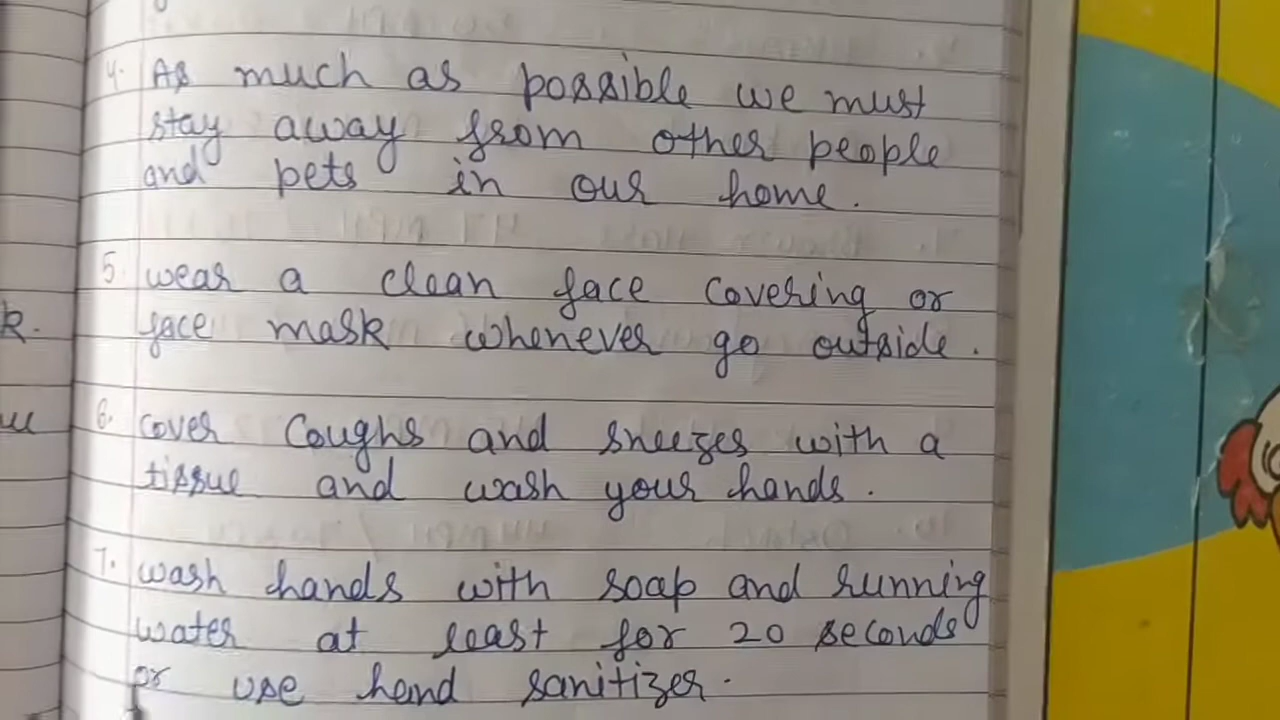 4. As much as possible we must
stay away from other people
and pets in our home.
5. wear a clean face covering or
face mask whenever go outside.
6. cover coughs and sneezes with a
tissue and wash your hands.
7. wash hands with soap and running
water at least for 20 seconds
or use hand sanitizer.